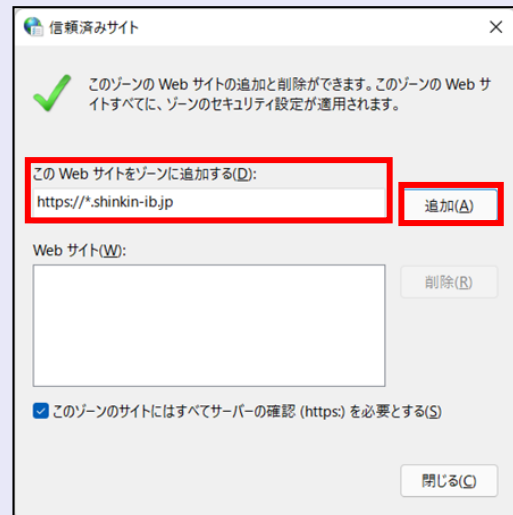 信頼済みサイト
このゾーンの Web サイトの追加と削除ができます。このゾーンの Web サ
イトすべてに、ゾーンのセキュリティ設定が適用されます。
この Web サイトをゾーンに追加する(D):
https://*.shinkin-ib.jp
追加(A)
Web サイト(W):
削除(R)
このゾーンのサイトにはすべてサーバーの確認 (https:) を必要とする(S)
閉じる(C)